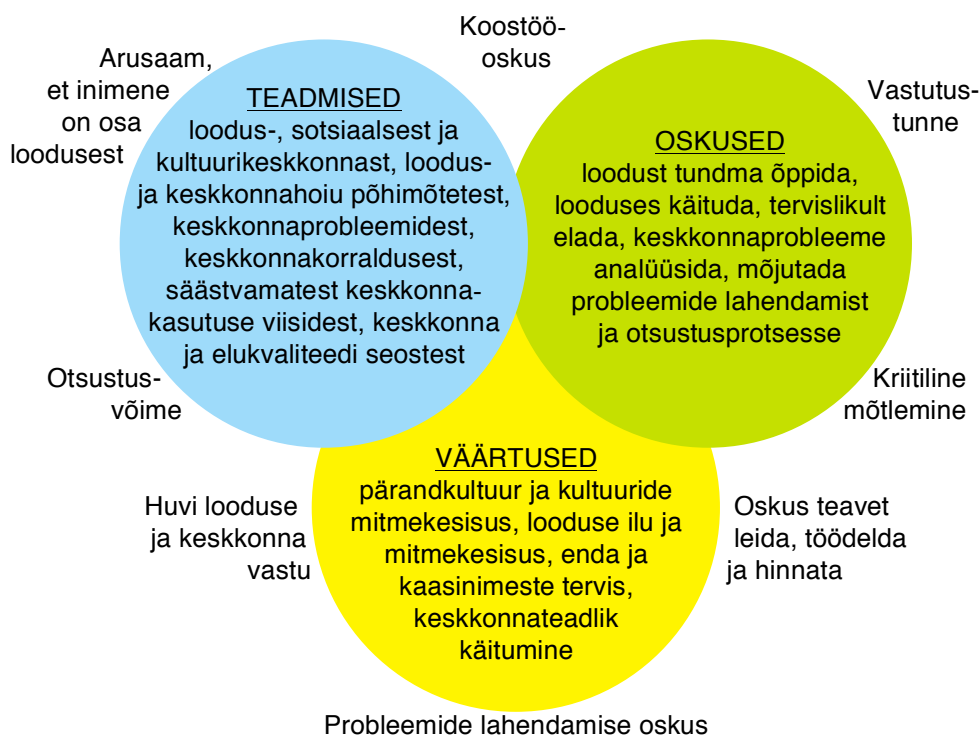 Koostöö-
oskus
Arusaam,
et inimene
on osa
loodusest
TEADMISED
loodus-, sotsiaalsest ja
kultuurikeskkonnast, loodus-
ja keskkonnahoiu põhimõtetest,
keskkonnaprobleemidest,
keskkonnakorraldusest,
säästvamatest keskkonna-
kasutuse viisidest, keskkonna
ja elukvaliteedi seostest
Vastutus-
tunne
OSKUSED
loodust tundma õppida,
looduses käituda, tervislikult
elada, keskkonnaprobleeme
analüüsida, mõjutada
probleemide lahendamist
ja otsustusprotsesse
Otsustus-
võime
Kriitiline
mõtlemine
VÄÄRTUSED
pärandkultuur ja kultuuride
mitmekesisus, looduse ilu ja
mitmekesisus, enda ja
kaasinimeste tervis,
keskkonnateadlik
käitumine
Huvi looduse
ja keskkonna
vastu
Oskus teavet
leida, töödelda
ja hinnata
Probleemide lahendamise oskus